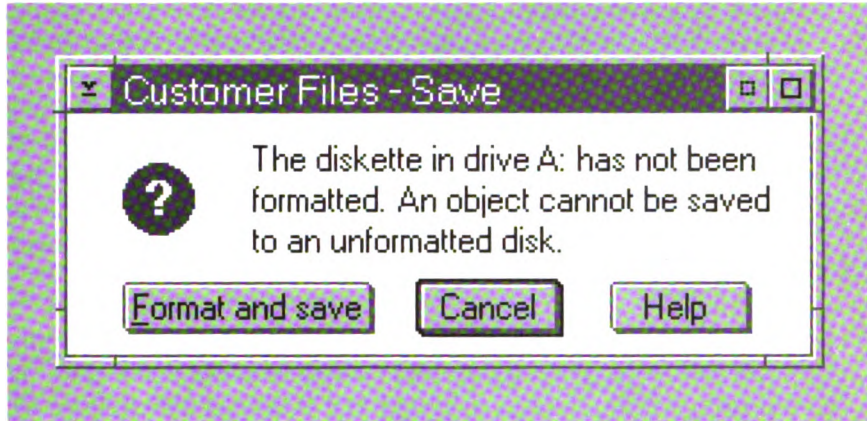 Customer Files - Save
?
The diskette in drive A: has not been
formatted. An object cannot be saved
to an unformatted disk.
Format and save Cancel Help